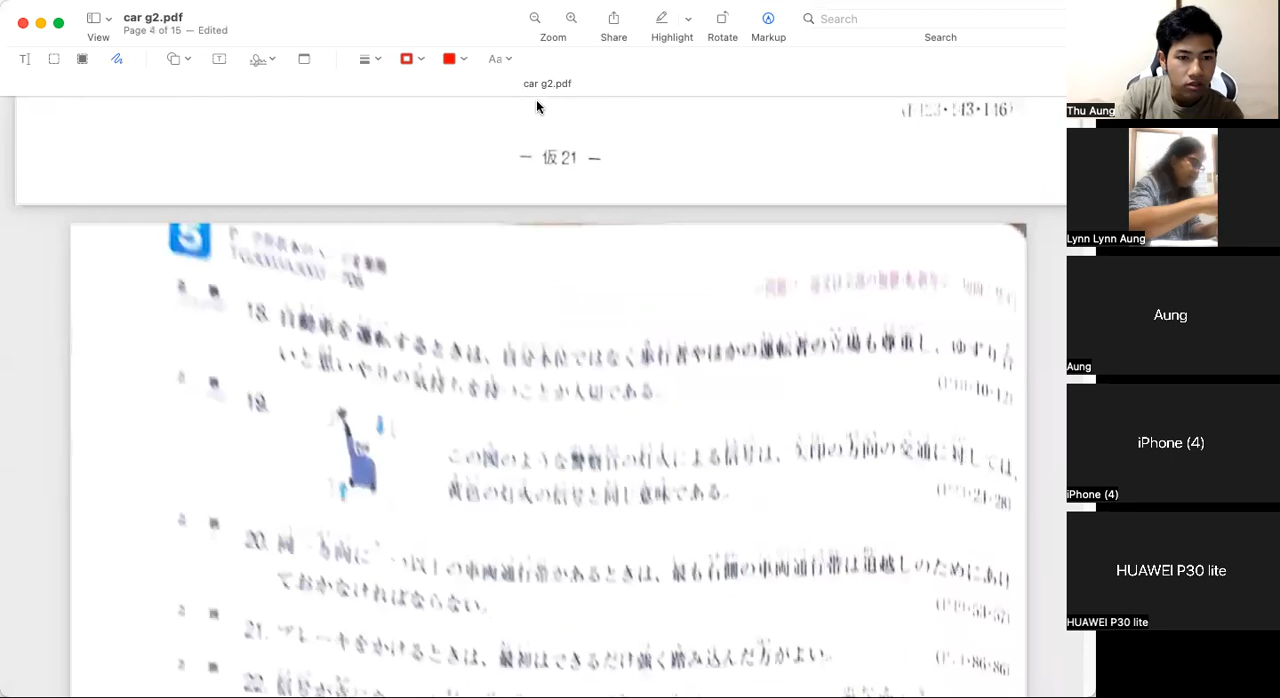 car g2.pdf
Page 4 of 15 — Edited
View
Zoom
Share
Highlight
Rotate
Markup
Search
Search
Aa
car g2.pdf
(P123・143・146)
— 仮21 —
5
18. 自動車を運転するときは、自分本位ではなく歩行者やほかの運転者の立場も尊重し、ゆずり合
いと思いやりの気持ちを持つことが大切である。
19.
この図のような警察官の灯火による信号は、矢印の方向の交通に対しては、
黄色の灯火の信号と同じ意味である。
20. 同一方向に二つ以上の車両通行帯があるときは、最も右側の車両通行帯は追越しのためにあけ
ておかなければならない。
21. ブレーキをかけるときは、最初はできるだけ強く踏み込んだ方がよい。
22. 信号が
Thu Aung
Lynn Lynn Aung
Aung
Aung
iPhone (4)
iPhone (4)
HUAWEI P30 lite
HUAWEI P30 lite